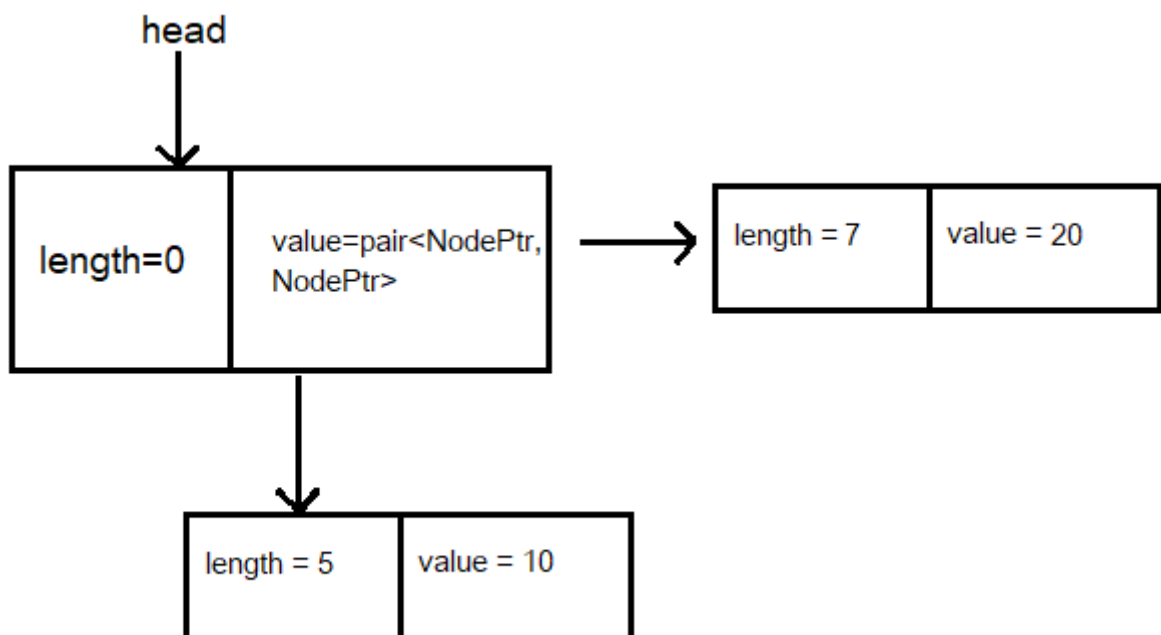 head
length=0
value=pair<NodePtr,
NodePtr>
length = 7
value = 20
length = 5
value = 10